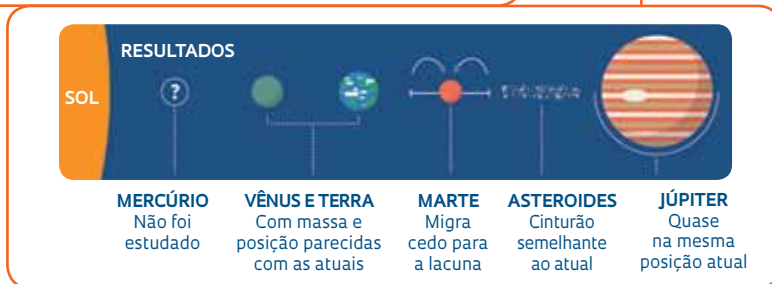 RESULTADOS
SOL
?
MERCÚRIO
Não foi
estudado
VÊNUS E TERRA
Com massa e
posição parecidas
com as atuais
MARTE
Migra
cedo para
a lacuna
ASTEROIDES
Cinturão
semelhante
ao atual
JÚPITER
Quase
na mesma
posição atual